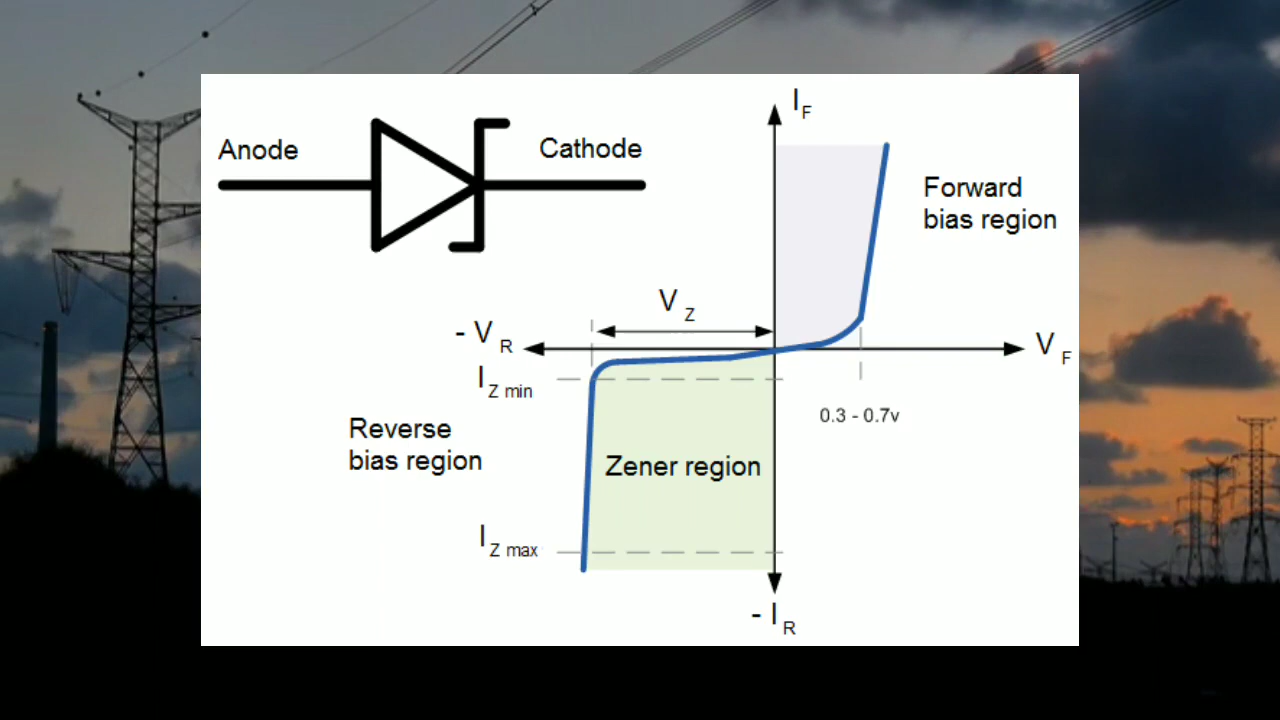 Anode
Cathode
I F
Forward
bias region
V Z
- V R
V F
I Z min
0.3 - 0.7v
Reverse
bias region
Zener region
I Z max
- I R